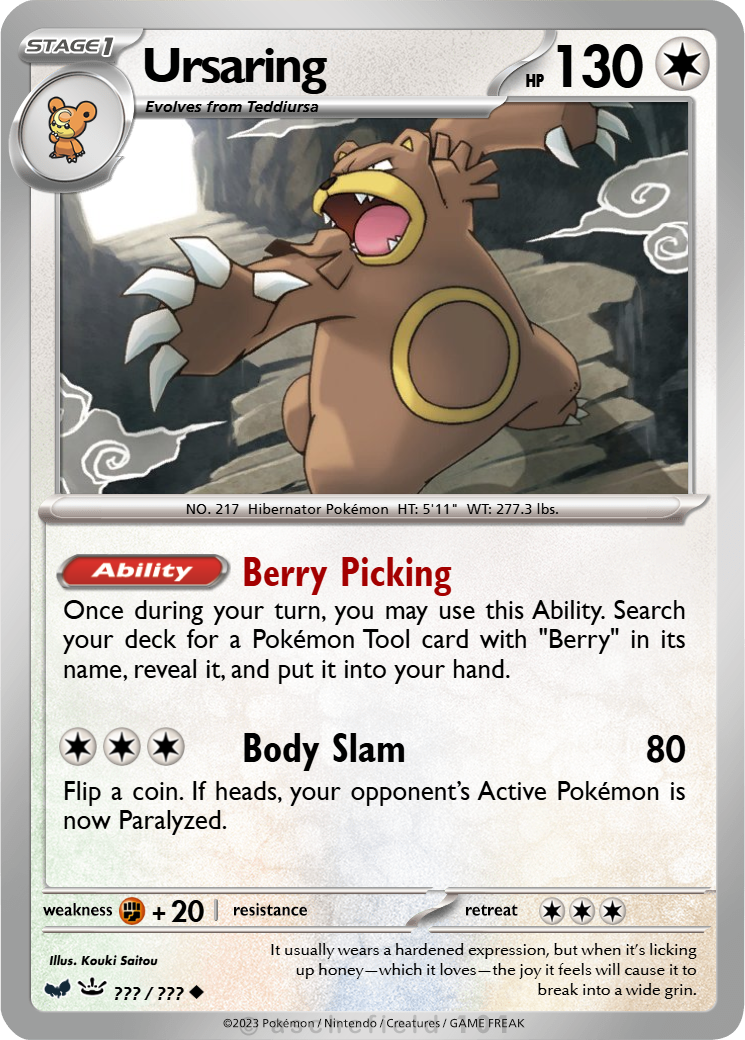 STAGE 1
Ursaring
HP 130
Evolves from Teddiursa
NO. 217 Hibernator Pokémon HT: 5'11" WT: 277.3 lbs.
Ability Berry Picking
Once during your turn, you may use this Ability. Search
your deck for a Pokémon Tool card with "Berry" in its
name, reveal it, and put it into your hand.
Body Slam 80
Flip a coin. If heads, your opponent's Active Pokémon is
now Paralyzed.
weakness + 20 resistance retreat
Illus. Kouki Saitou
??? / ???
It usually wears a hardened expression, but when it's licking
up honey—which it loves—the joy it feels will cause it to
break into a wide grin.
©2023 Pokémon / Nintendo / Creatures / GAME FREAK